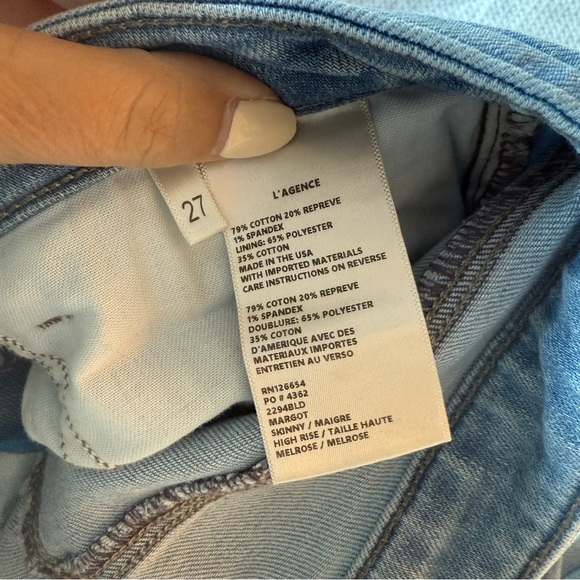 27
L'AGENCE
79% COTTON 20% REPREVE
1% SPANDEX
LINING: 65% POLYESTER
35% COTTON
MADE IN THE USA
WITH IMPORTED MATERIALS
CARE INSTRUCTIONS ON REVERSE
79% COTON 20% REPREVE
1% SPANDEX
DOUBLURE: 65% POLYESTER
35% COTON
D'AMERIQUE AVEC DES
MATERIAUX IMPORTES
ENTRETIEN AU VERSO
RN126654
PO # 4362
2294BLD
MARGOT
SKINNY / MAIGRE
HIGH RISE / TAILLE HAUTE
MELROSE / MELROSE